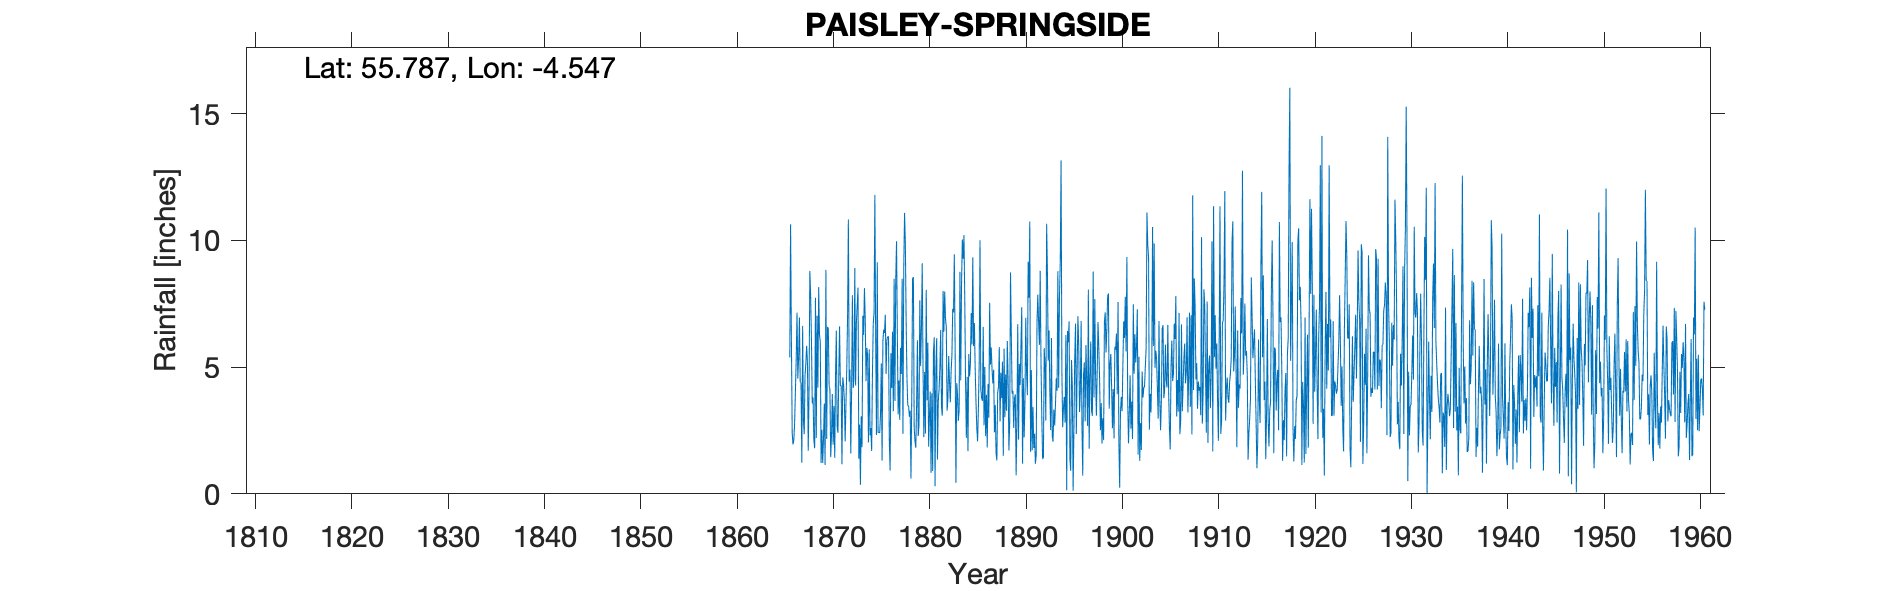 PAISLEY-SPRINGSIDE
Lat: 55.787, Lon: -4.547
15
10
5
0
Rainfall [inches]
1810 1820 1830 1840 1850 1860 1870 1880 1890 1900 1910 1920 1930 1940 1950 1960
Year